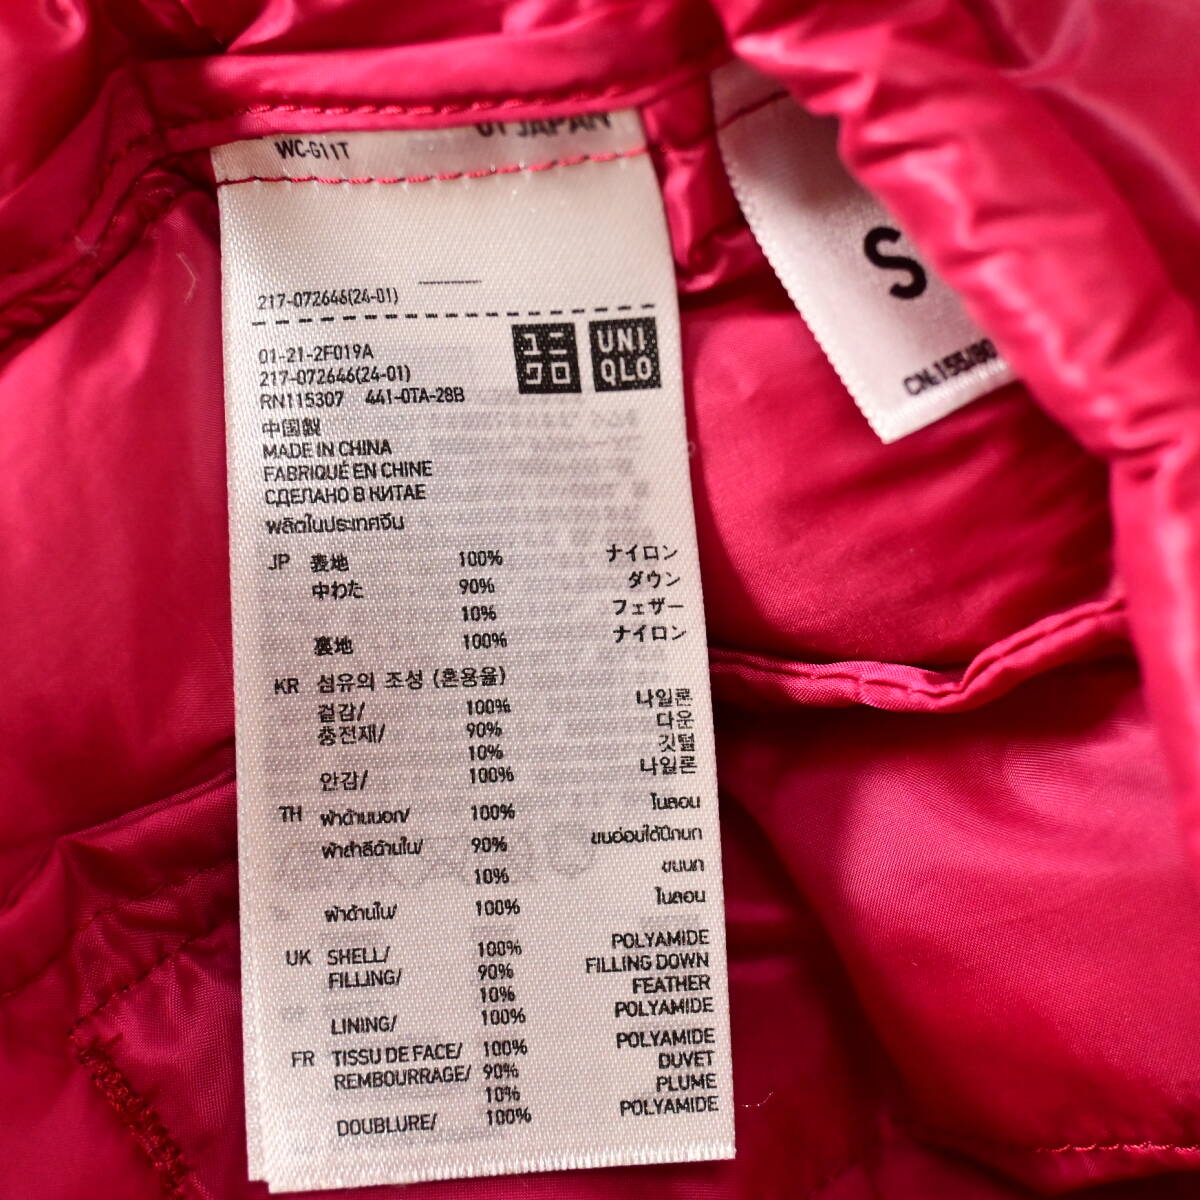 WC-G11T
OF JAPAN
217-072646(24-01)
01-21-2F019A
217-072646(24-01)
RN115307 441-0TA-28B
ユニ
クロ
UNI
QLO
中国製
MADE IN CHINA
FABRIQUÉ EN CHINE
СДЕЛАНО В КИТАЕ
ผลิตในประเทศจีน
JP 表地 100% ナイロン
中わた 90% ダウン
10% フェザー
裏地 100% ナイロン
KR 섬유의 조성 (혼용율)
겉감/ 100% 나일론
충전재/ 90% 다운
10% 깃털
안감/ 100% 나일론
TH ผ้าด้านนอก/ 100% ไนลอน
ผ้าสำลีด้านใน/ 90% ขนอ่อนใต้ปีกนก
10% ขนนก
ผ้าด้านใน/ 100% ไนลอน
UK SHELL/ 100% POLYAMIDE
FILLING/ 90% FILLING DOWN
10% FEATHER
LINING/ 100% POLYAMIDE
FR TISSU DE FACE/ 100% POLYAMIDE
REMBOURRAGE/ 90% DUVET
10% PLUME
DOUBLURE/ 100% POLYAMIDE
S
CN:155/80